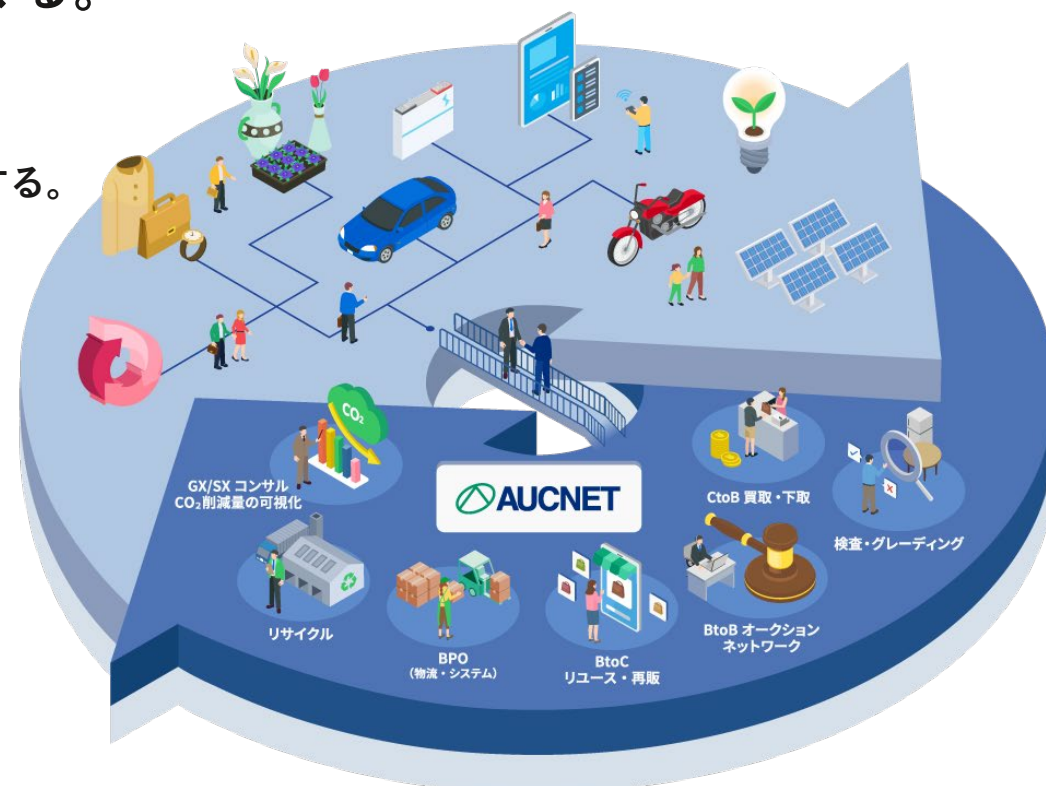 る。
する。
CO₂
GX/SX コンサル
CO₂削減量の可視化
AUCNET
CtoB 買取・下取
検査・グレーディング
リサイクル
BPO
（物流・システム）
BtoC
リユース・再販
BtoB オークション
ネットワーク